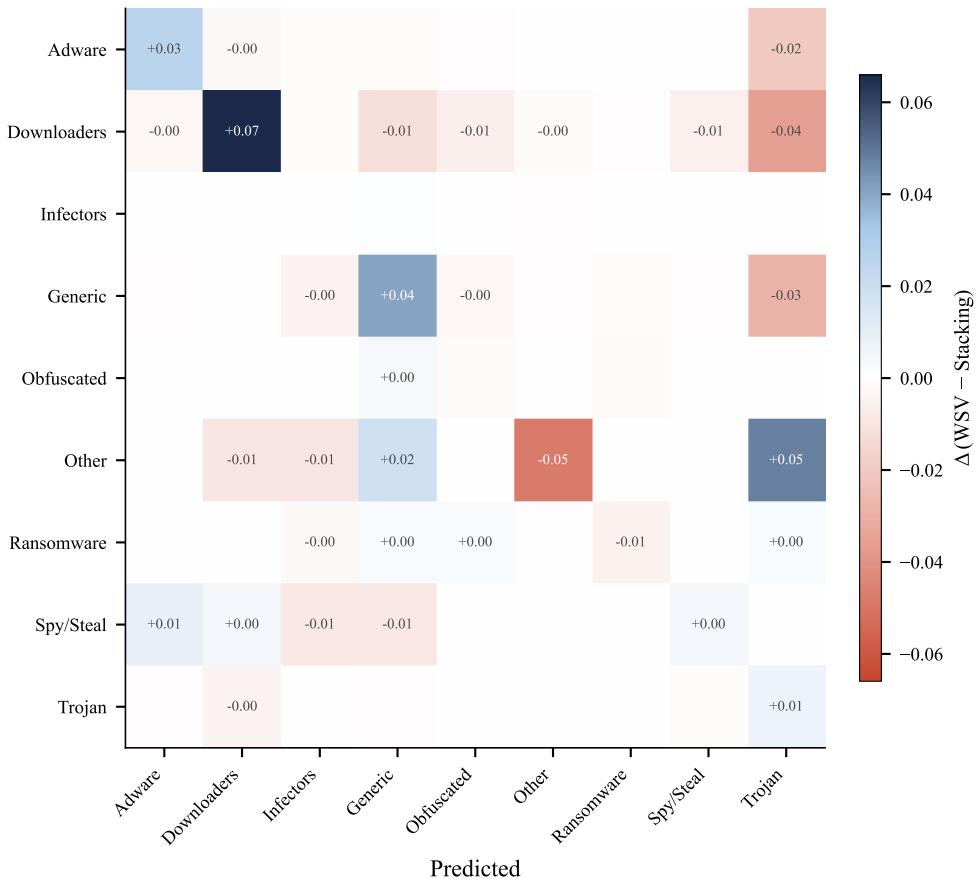 Adware +0.03 -0.00 -0.02
Downloaders -0.00 +0.07 -0.01 -0.01 -0.00 -0.01 -0.04
Infectors
Generic -0.00 +0.04 -0.00 -0.03
Obfuscated +0.00
Other -0.01 -0.01 +0.02 -0.05 +0.05
Ransomware -0.00 +0.00 +0.00 -0.01 +0.00
Spy/Steal +0.01 +0.00 -0.01 -0.01 +0.00
Trojan -0.00 +0.01
Adware Downloaders Infectors Generic Obfuscated Other Ransomware Spy/Steal Trojan
Predicted
0.06
0.04
0.02
0.00
−0.02
−0.04
−0.06
Δ (WSV − Stacking)